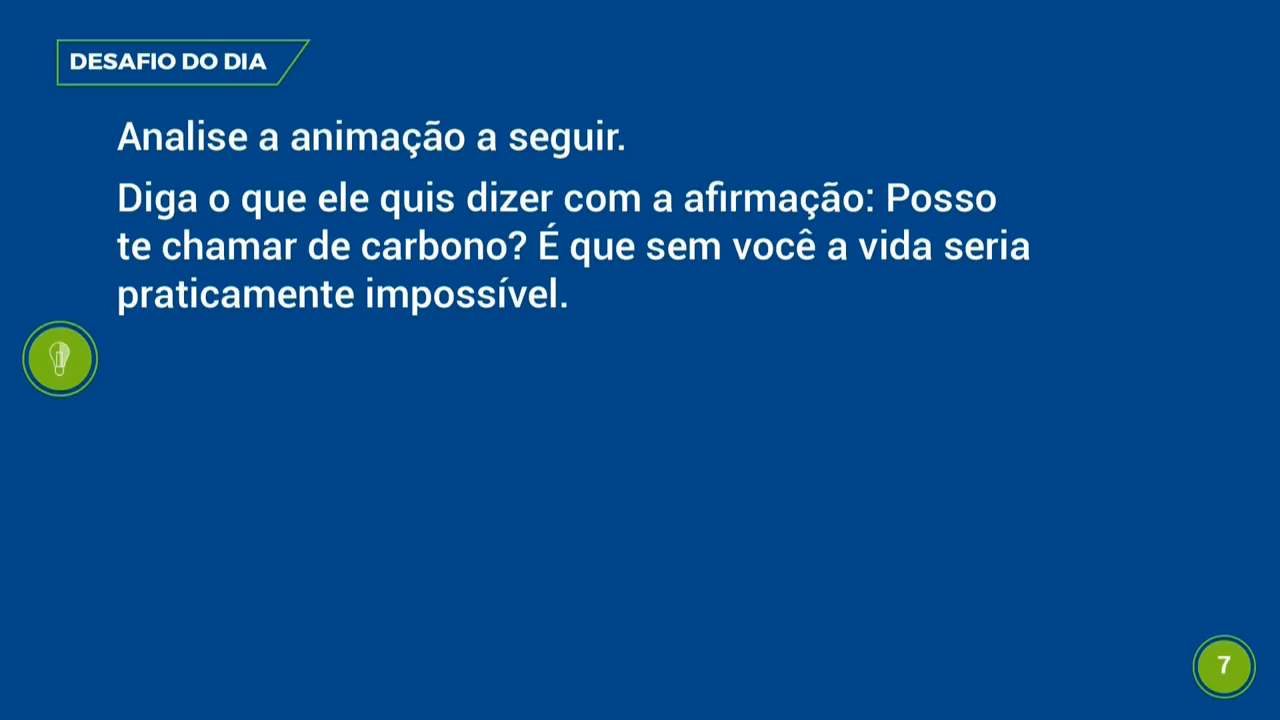 DESAFIO DO DIA
Analise a animação a seguir.
Diga o que ele quis dizer com a afirmação: Posso
te chamar de carbono? É que sem você a vida seria
praticamente impossível.
7